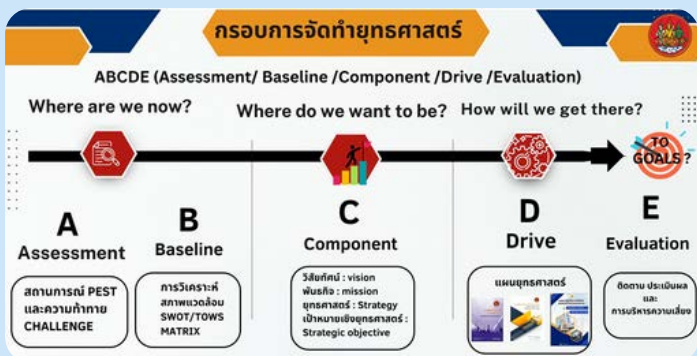 กรอบการจัดทำยุทธศาสตร์
ABCDE (Assessment/ Baseline /Component /Drive /Evaluation)
Where are we now?
Where do we want to be?
How will we get there?
TO
GOALS ?
A
Assessment
สถานการณ์ PEST
และความท้าทาย
CHALLENGE
B
Baseline
การวิเคราะห์
สภาพแวดล้อม
SWOT/TOWS
MATRIX
C
Component
วิสัยทัศน์ : vision
พันธกิจ : mission
ยุทธศาสตร์ : Strategy
เป้าหมายเชิงยุทธศาสตร์ :
Strategic objective
D
Drive
แผนยุทธศาสตร์
E
Evaluation
ติดตาม ประเมินผล
และ
การบริหารความเสี่ยง